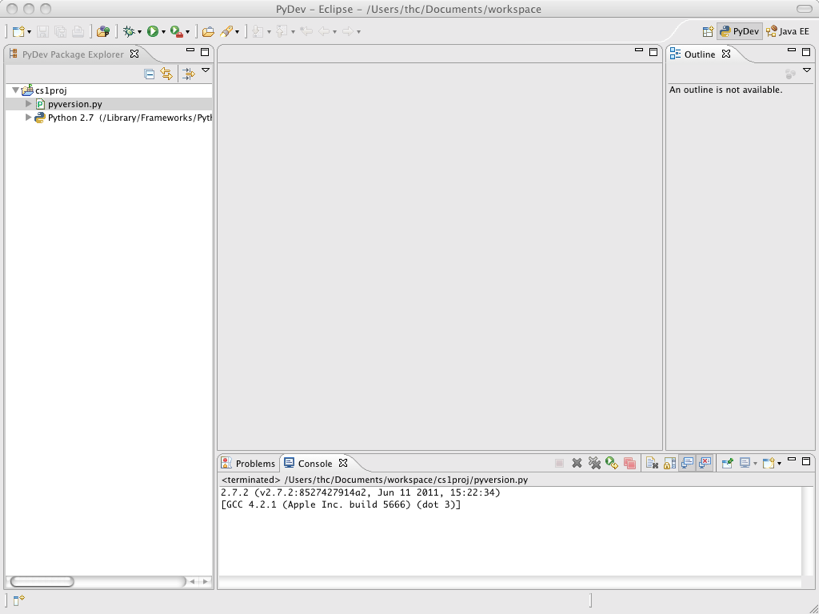 PyDev - Eclipse - /Users/thc/Documents/workspace
PyDev
Java EE
PyDev Package Explorer
Outline
cs1proj
An outline is not available.
pyversion.py
Python 2.7 (/Library/Frameworks/Pyth
Problems
Console
<terminated> /Users/thc/Documents/workspace/cs1proj/pyversion.py
2.7.2 (v2.7.2:8527427914a2, Jun 11 2011, 15:22:34)
[GCC 4.2.1 (Apple Inc. build 5666) (dot 3)]